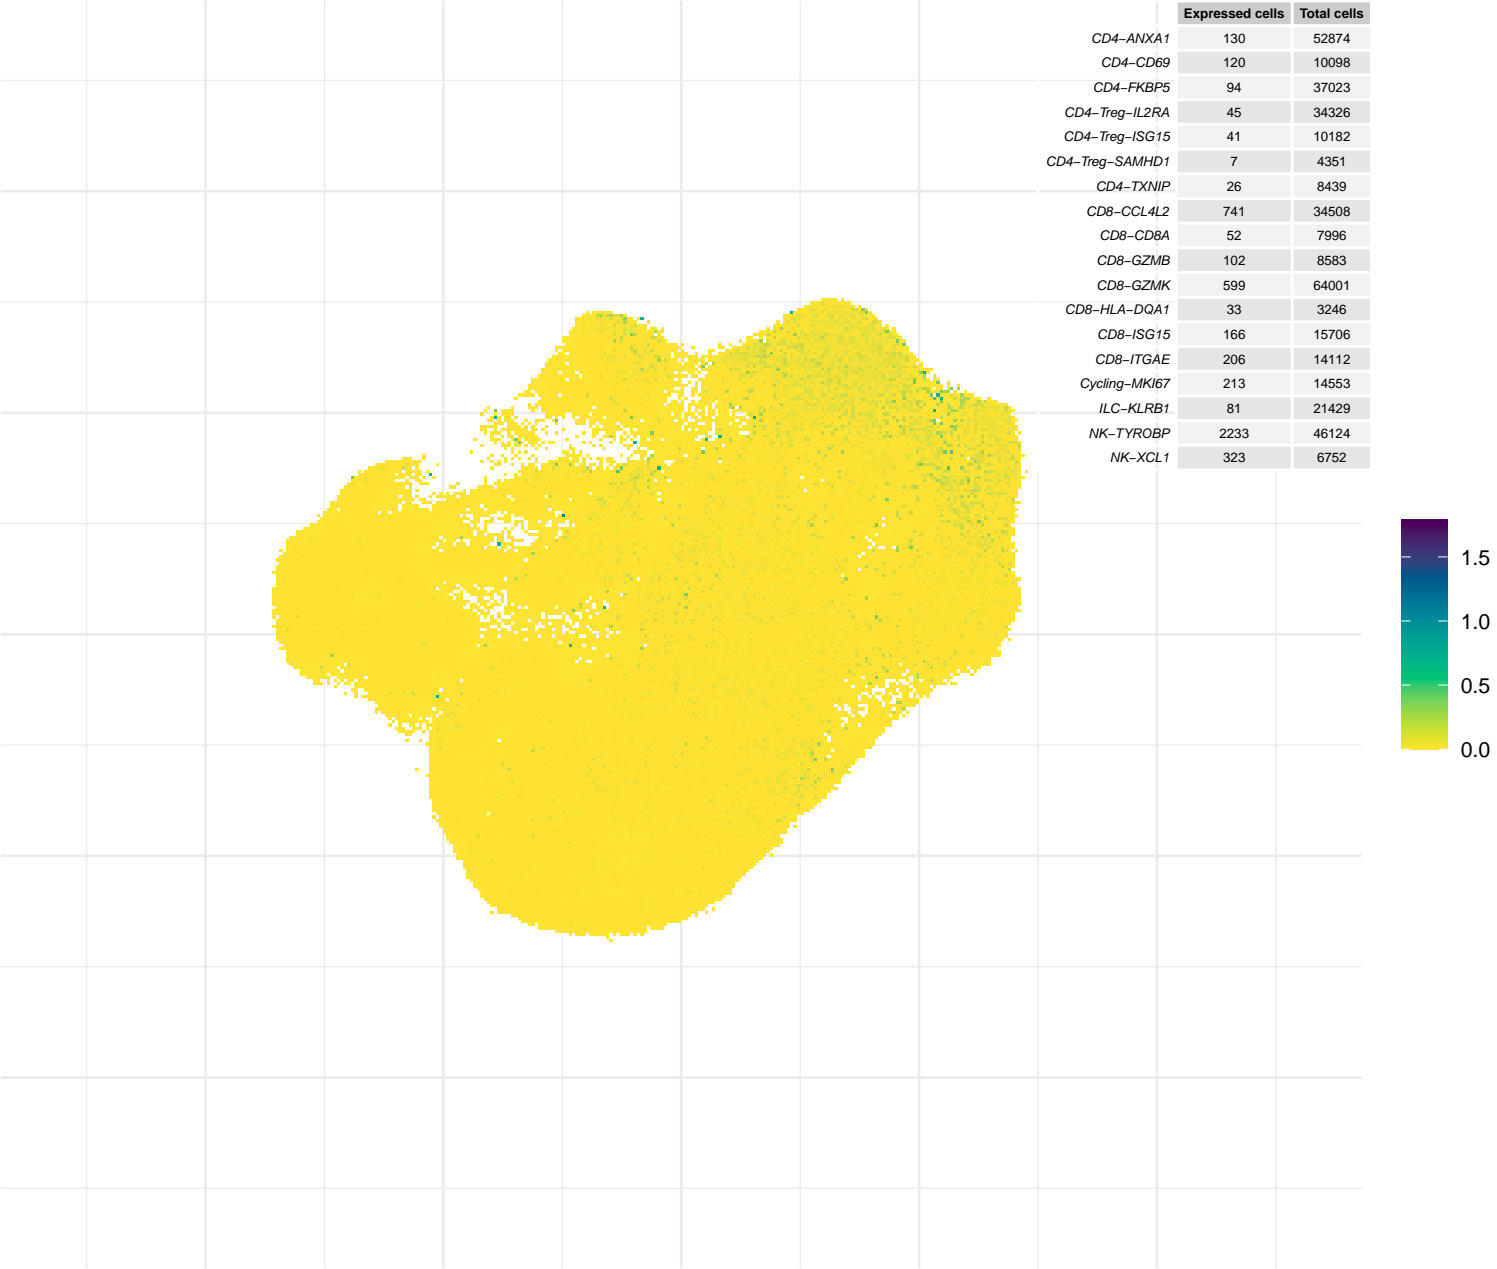 Expressed cells Total cells
CD4−ANXA1 130 52874
CD4−CD69 120 10098
CD4−FKBP5 94 37023
CD4−Treg−IL2RA 45 34326
CD4−Treg−ISG15 41 10182
CD4−Treg−SAMHD1 7 4351
CD4−TXNIP 26 8439
CD8−CCL4L2 741 34508
CD8−CD8A 52 7996
CD8−GZMB 102 8583
CD8−GZMK 599 64001
CD8−HLA−DQA1 33 3246
CD8−ISG15 166 15706
CD8−ITGAE 206 14112
Cycling−MKI67 213 14553
ILC−KLRB1 81 21429
NK−TYROBP 2233 46124
NK−XCL1 323 6752
1.5
1.0
0.5
0.0